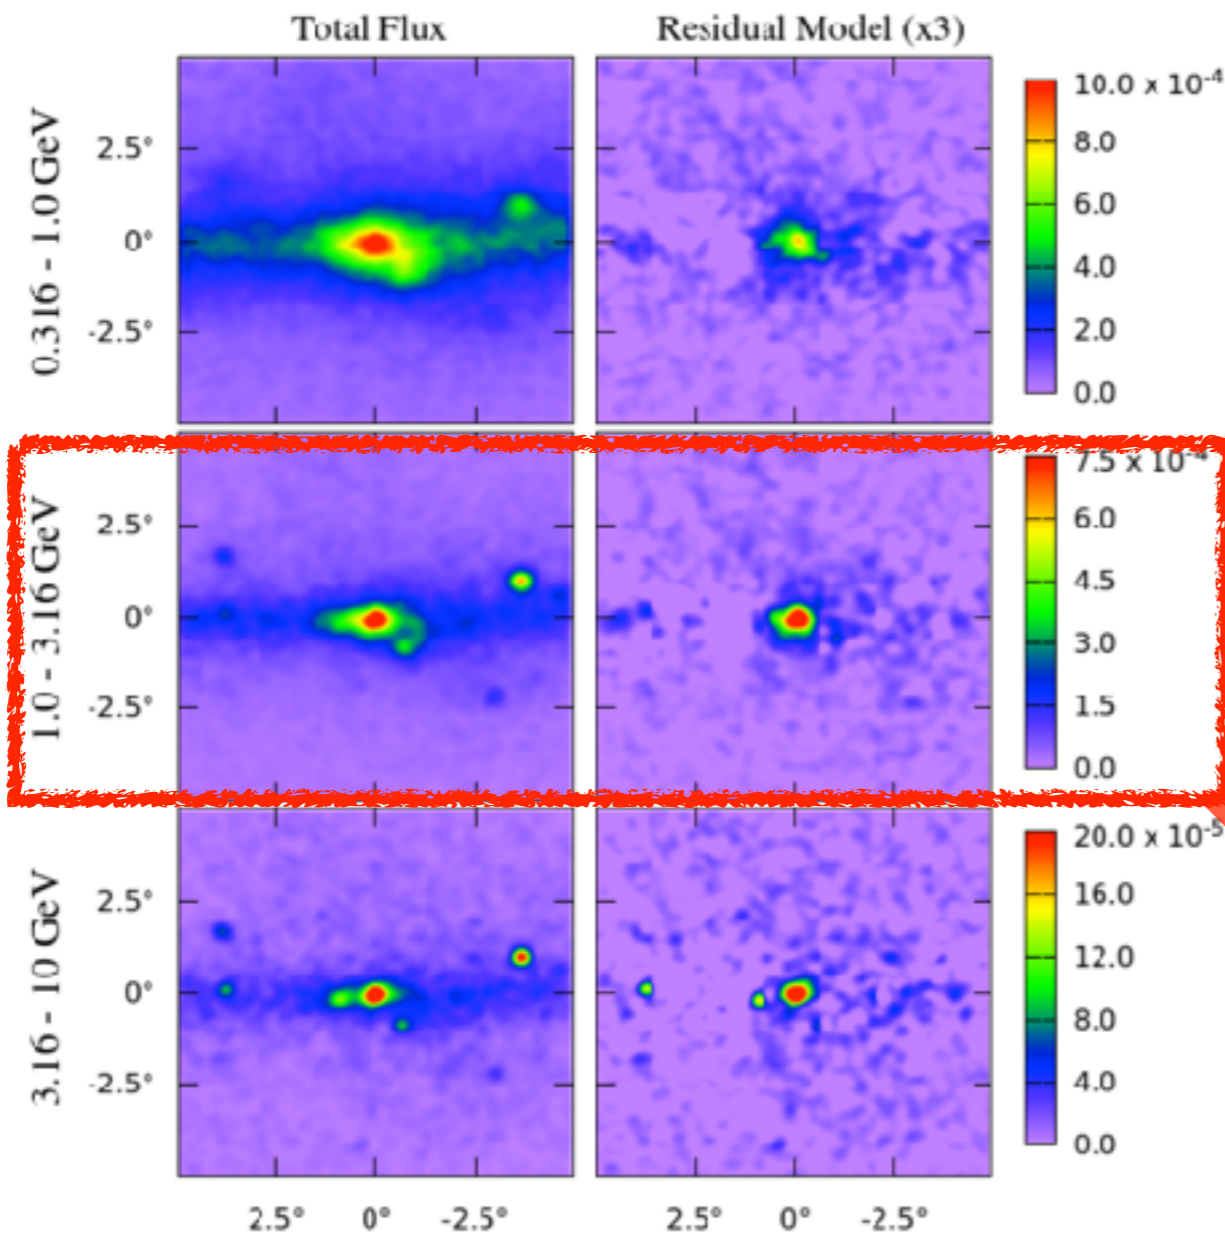 Total Flux
Residual Model (x3)
0.316 - 1.0 GeV
2.5°
0°
-2.5°
10.0 x 10-4
8.0
6.0
4.0
2.0
0.0
1.0 - 3.16 GeV
2.5°
0°
-2.5°
7.5 x 10-4
6.0
4.5
3.0
1.5
0.0
3.16 - 10 GeV
2.5°
0°
-2.5°
20.0 x 10-5
16.0
12.0
8.0
4.0
0.0
2.5° 0° -2.5°
2.5° 0° -2.5°